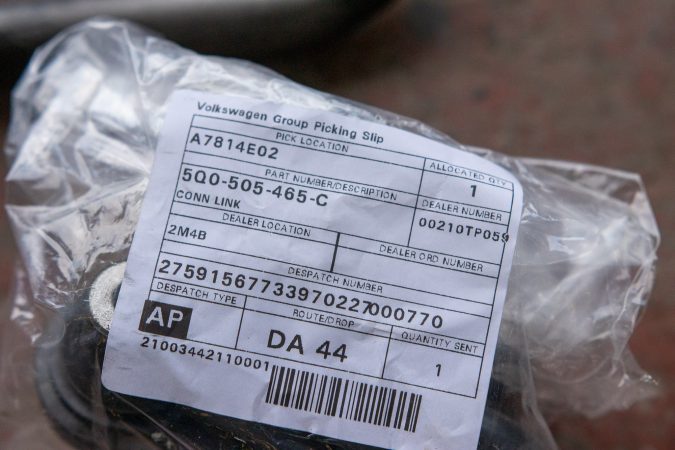 Volkswagen Group Picking Slip
PICK LOCATION
ALLOCATED QTY
A7814E02
1
PART NUMBER/DESCRIPTION
DEALER NUMBER
5Q0-505-465-C
00210TP059
CONN LINK
DEALER LOCATION
DEALER ORD NUMBER
2M4B
DESPATCH NUMBER
27591567733970227000770
DESPATCH TYPE
ROUTE/DROP
QUANTITY SENT
AP
DA 44
1
21003442110001